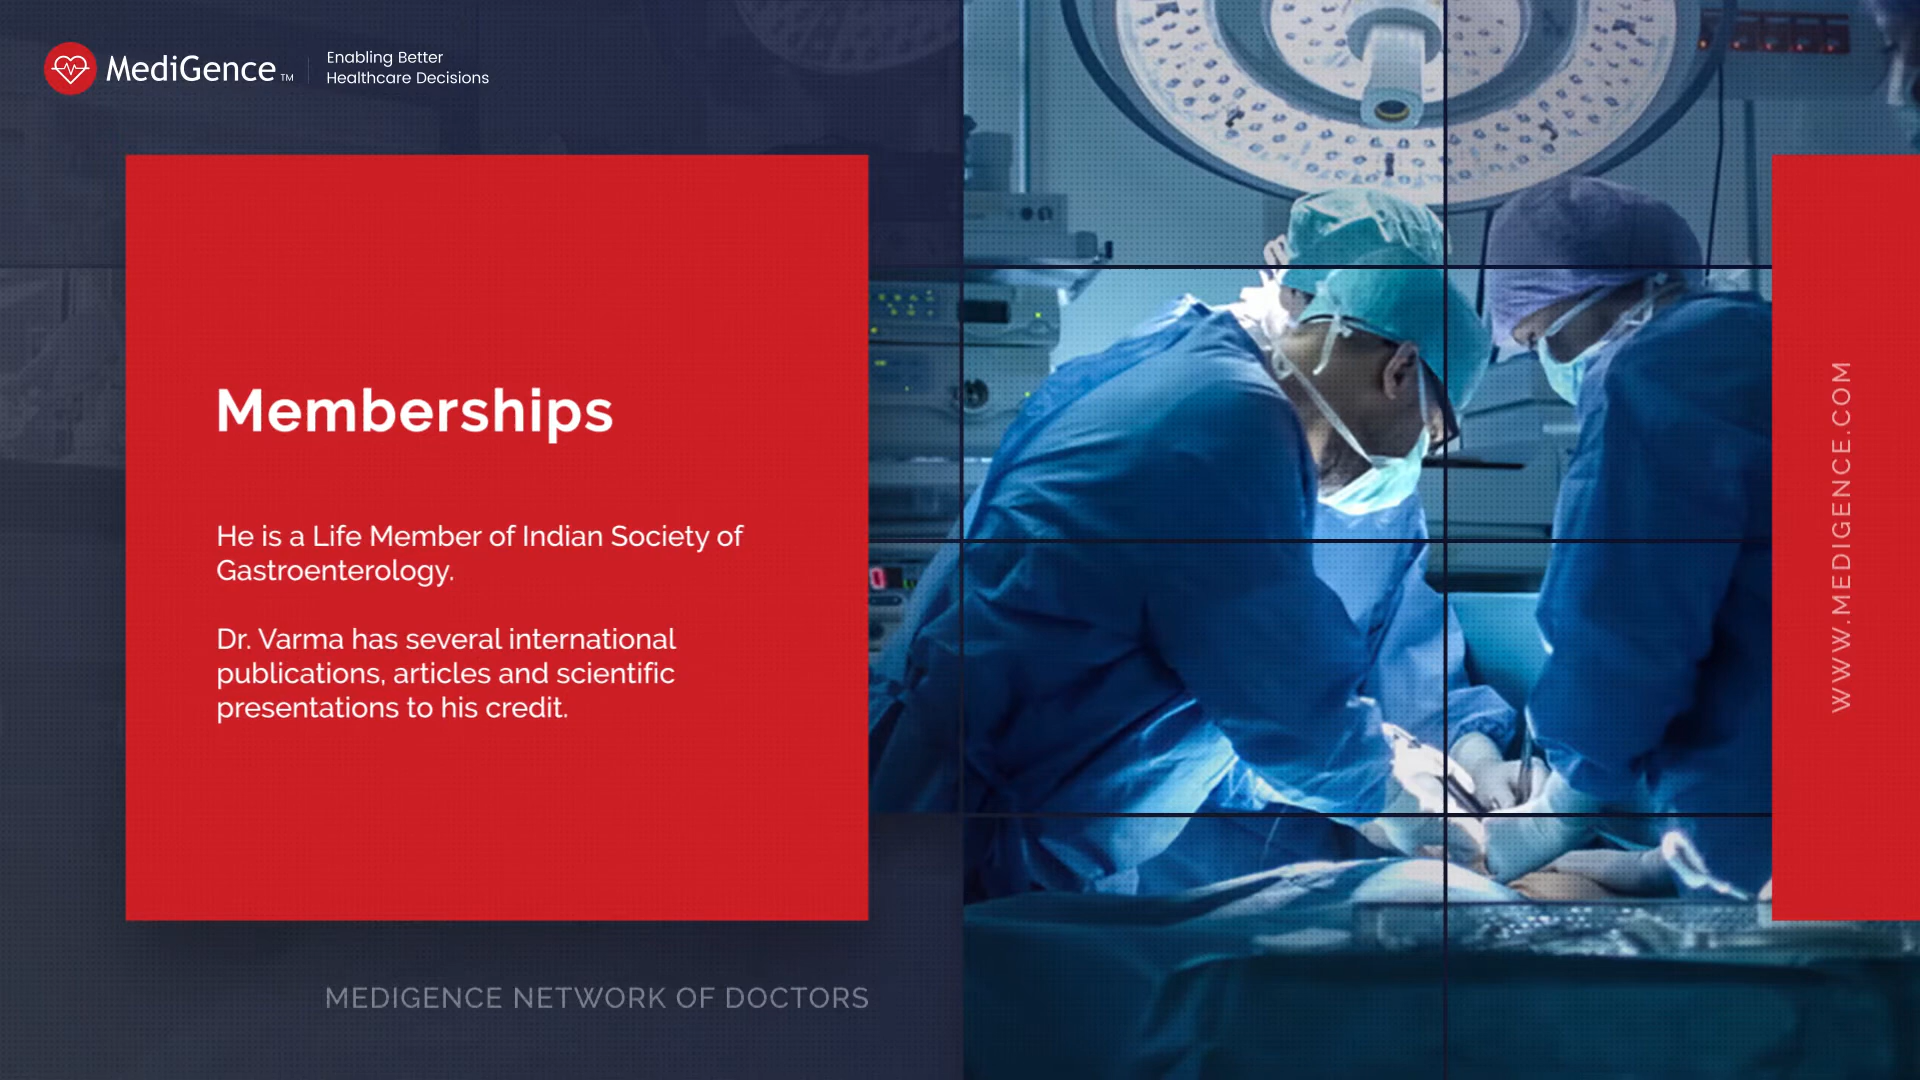 MediGence TM
Enabling Better
Healthcare Decisions
Memberships
He is a Life Member of Indian Society of
Gastroenterology.
Dr. Varma has several international
publications, articles and scientific
presentations to his credit.
WWW.MEDIGENCE.COM
MEDIGENCE NETWORK OF DOCTORS